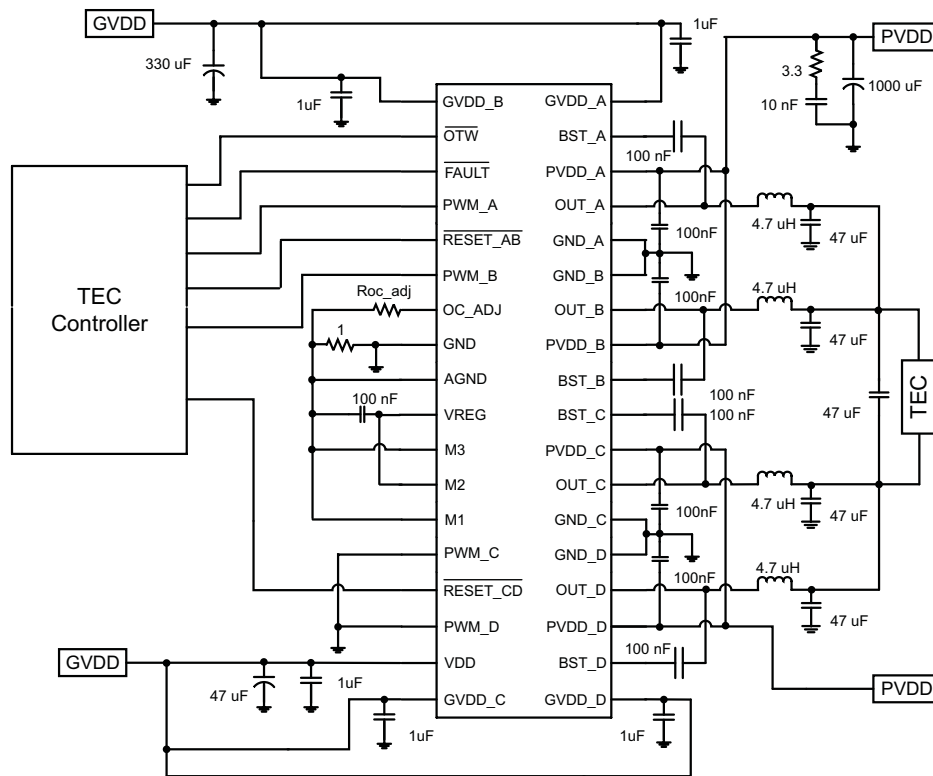 GVDD
330 uF
1uF
1uF
PVDD
3.3
10 nF
1000 uF
TEC
Controller
GVDD_B
OTW
FAULT
PWM_A
RESET_AB
PWM_B
OC_ADJ
GND
AGND
VREG
M3
M2
M1
PWM_C
RESET_CD
PWM_D
VDD
GVDD_C
GVDD_A
BST_A
PVDD_A
OUT_A
GND_A
GND_B
OUT_B
PVDD_B
BST_B
BST_C
PVDD_C
OUT_C
GND_C
GND_D
OUT_D
PVDD_D
BST_D
GVDD_D
Roc_adj
1
100 nF
100 nF
100nF
100nF
100 nF
100 nF
100nF
100nF
100 nF
4.7 uH
47 uF
4.7 uH
47 uF
47 uF
TEC
4.7 uH
47 uF
4.7 uH
47 uF
GVDD
47 uF
1uF
1uF
1uF
PVDD